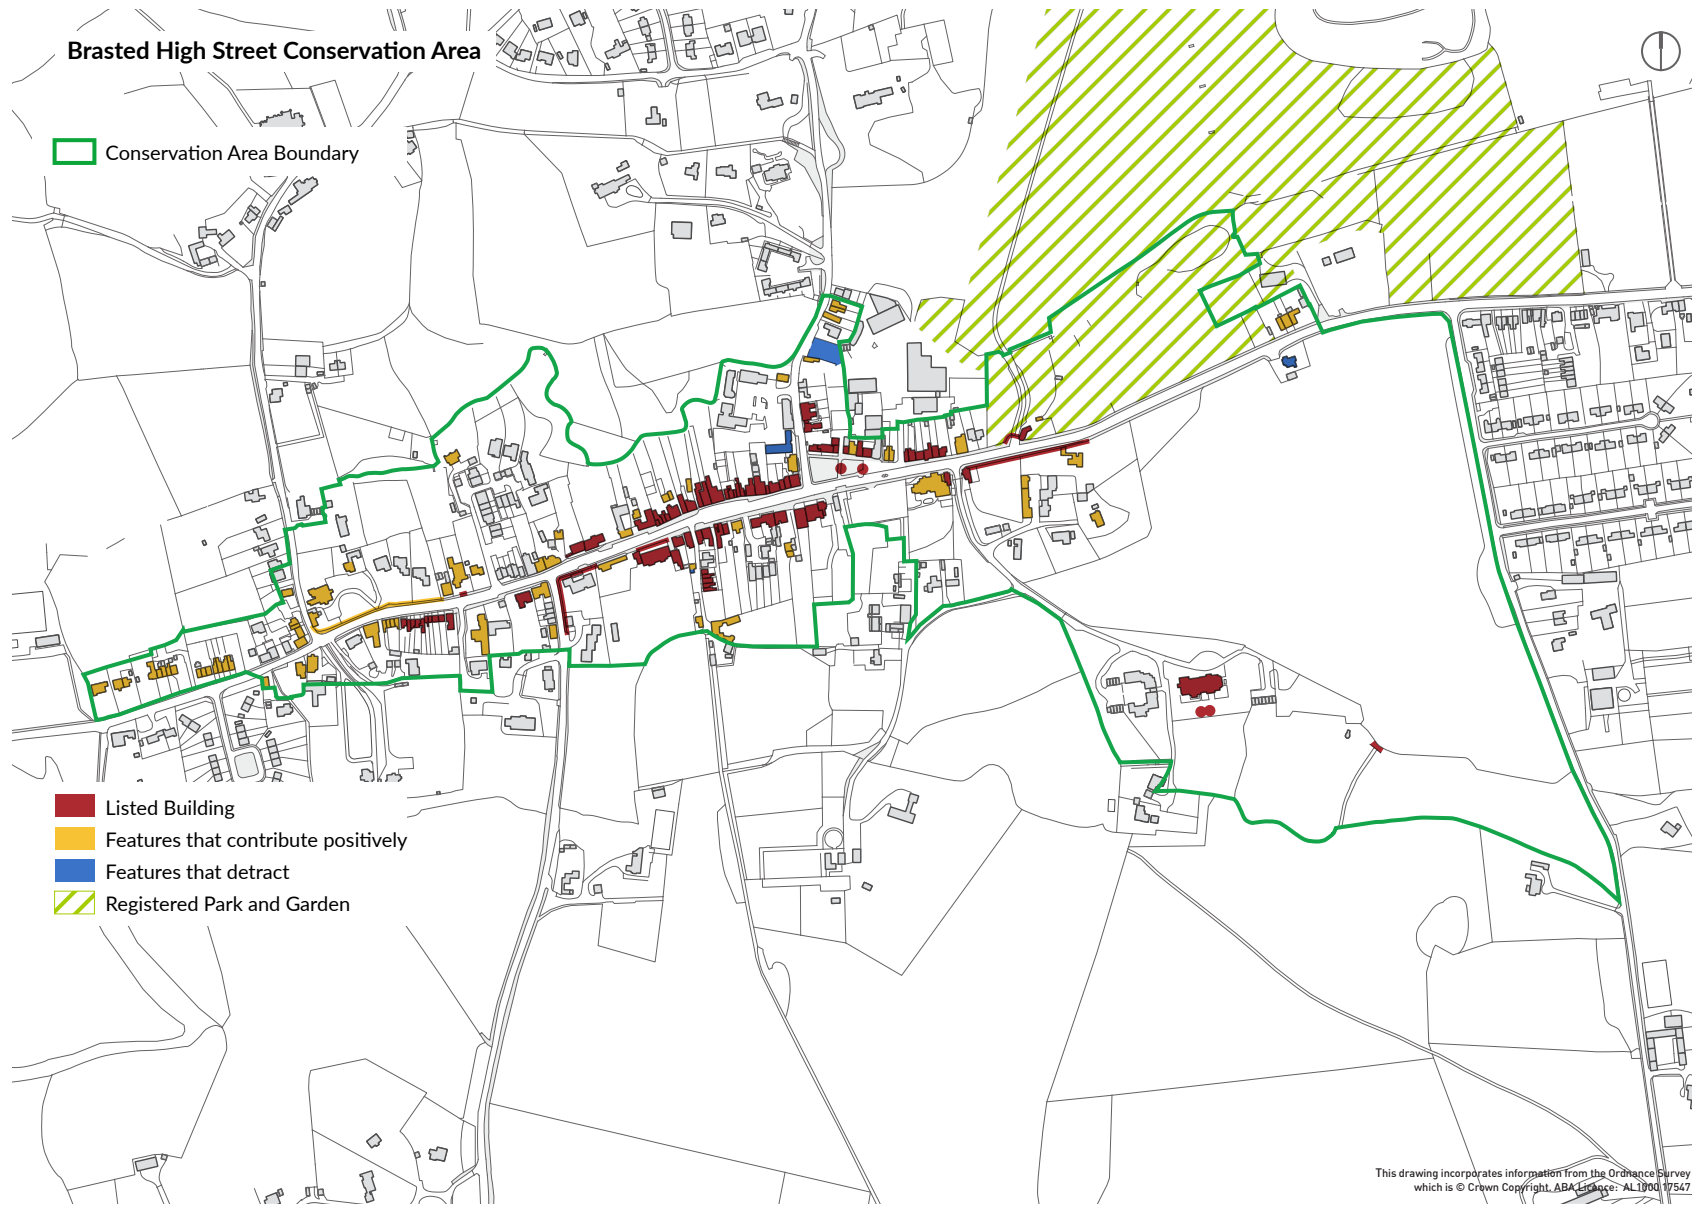 Brasted High Street Conservation Area
Conservation Area Boundary
Listed Building
Features that contribute positively
Features that detract
Registered Park and Garden
This drawing incorporates information from the Ordnance Survey
which is © Crown Copyright. ABA Licence: AL1000 17547